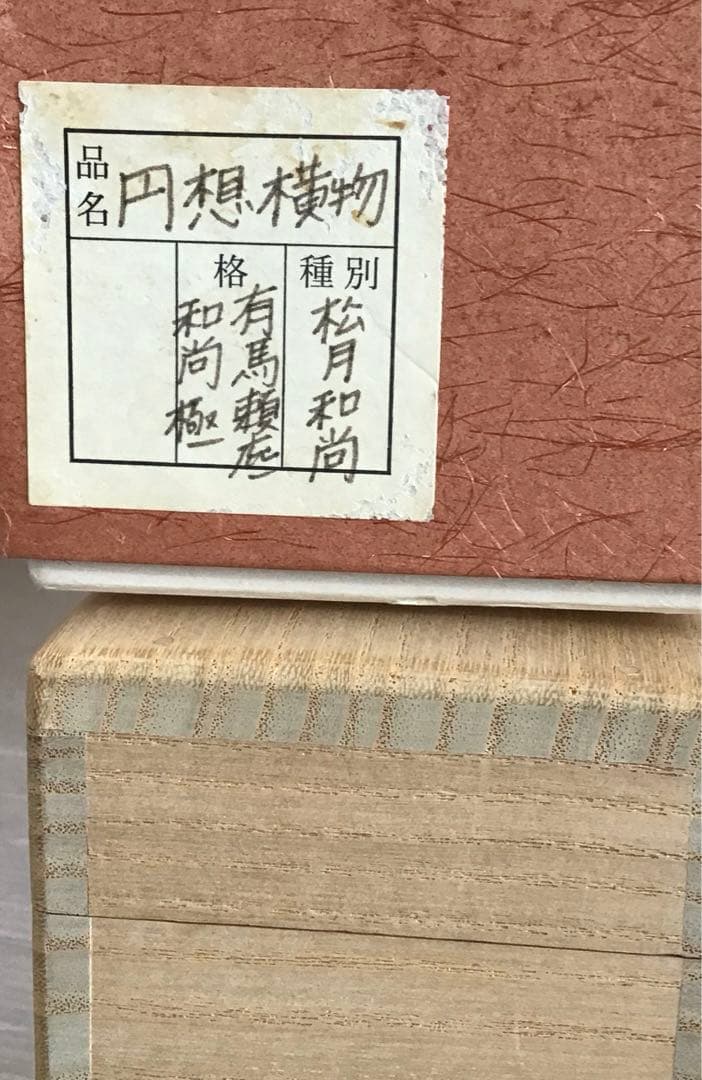 品名 円想横物
種別
松月和尚
格
有馬頼底
和尚極